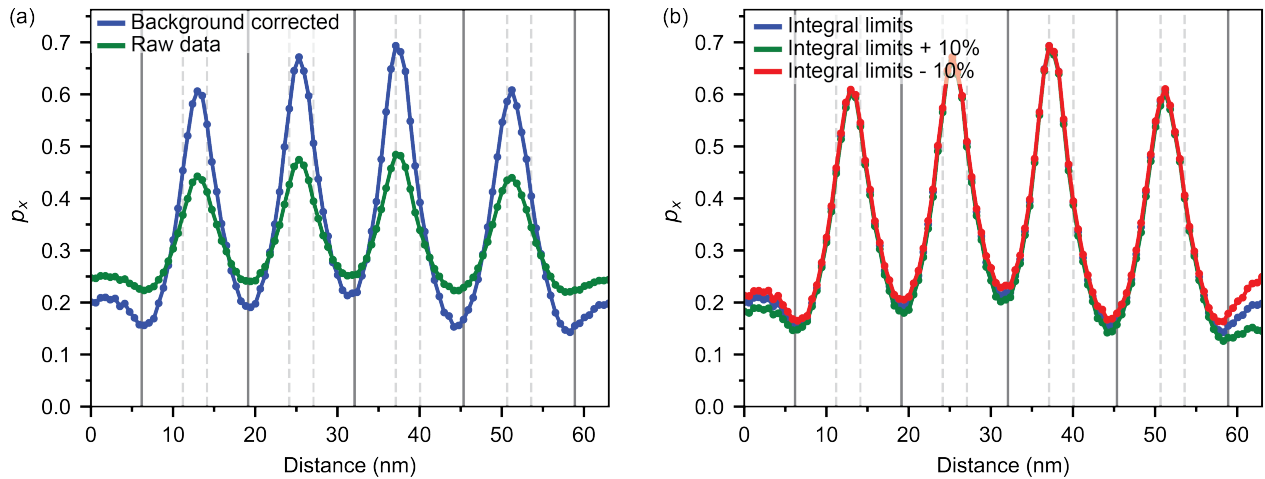 (a)
Background corrected
Raw data
0.7
0.6
0.5
0.4
0.3
0.2
0.1
0.0
pₓ
0 10 20 30 40 50 60
Distance (nm)
(b)
Integral limits
Integral limits + 10%
Integral limits - 10%
0.7
0.6
0.5
0.4
0.3
0.2
0.1
0.0
pₓ
0 10 20 30 40 50 60
Distance (nm)